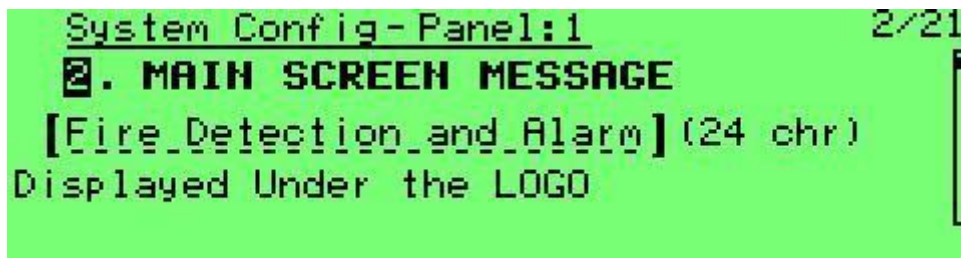 System Config-Panel:1 2/21
2. MAIN SCREEN MESSAGE
[Fire_Detection_and_Alarm](24 chr)
Displayed Under the LOGO